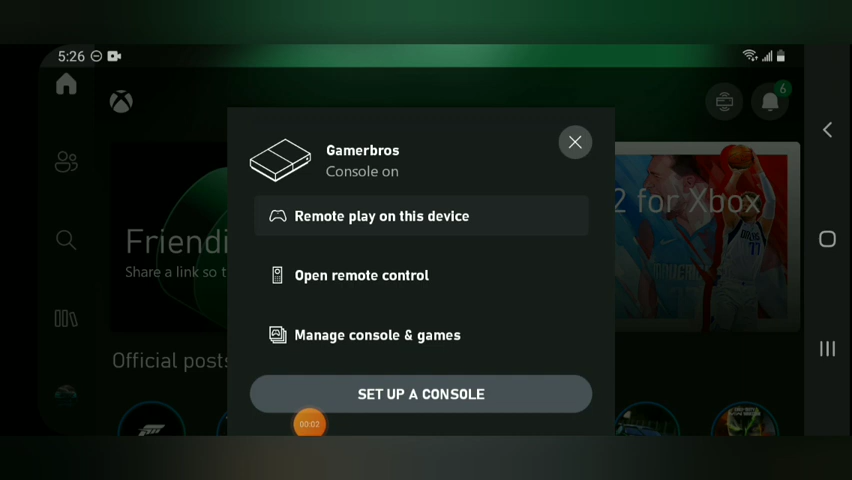 5:26
6
Gamerbros
Console on
2 for Xbox
Remote play on this device
Friendi
Share a link so t
77
Open remote control
Manage console & games
Official posts
SET UP A CONSOLE
00:02